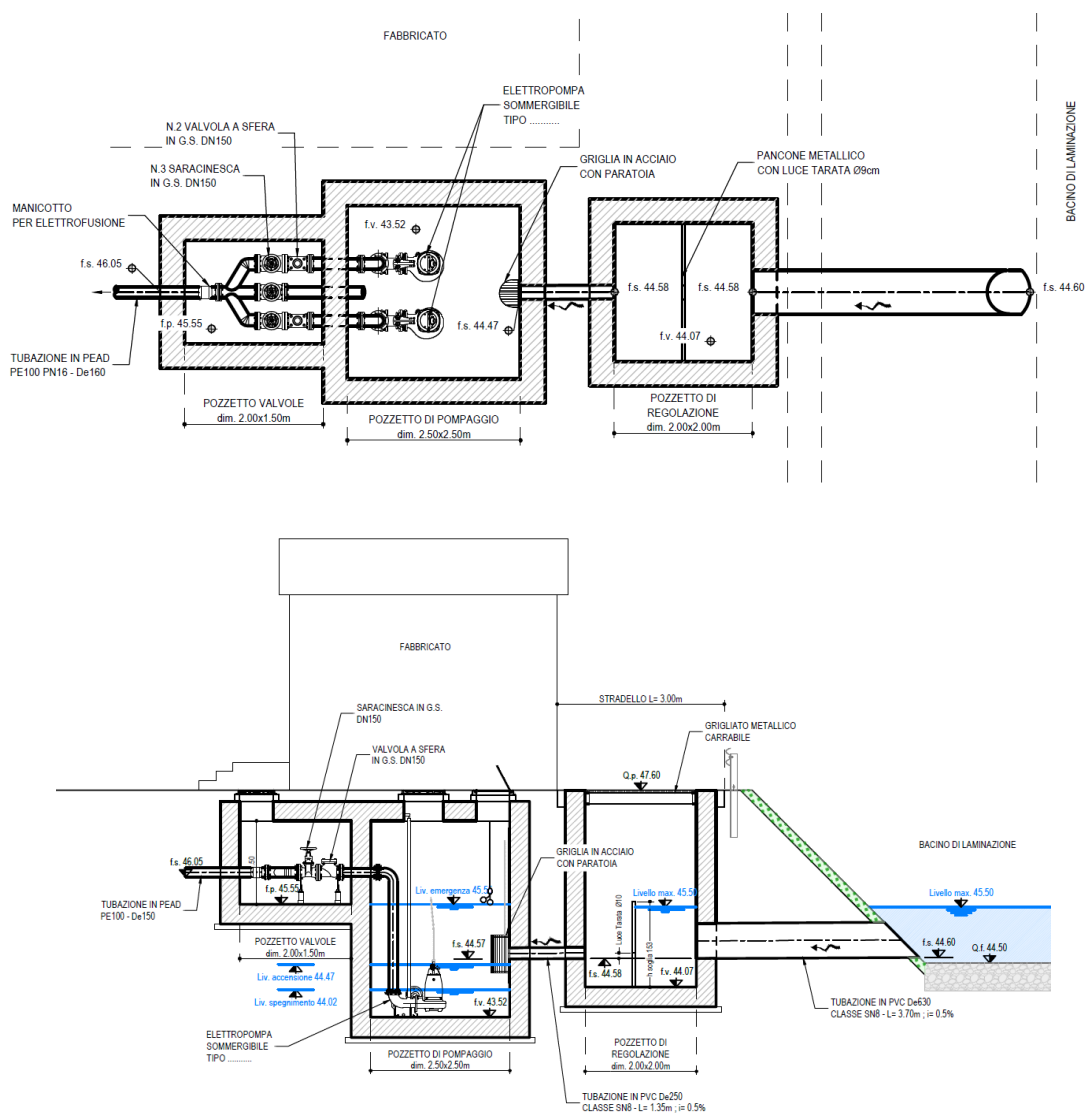 FABBRICATO
ELETTROPOMPA
SOMMERGIBILE
TIPO ...........
N.2 VALVOLA A SFERA
IN G.S. DN150
GRIGLIA IN ACCIAIO
CON PARATOIA
PANCONE METALLICO
CON LUCE TARATA Ø9cm
BACINO DI LAMINAZIONE
N.3 SARACINESCA
IN G.S. DN150
MANICOTTO
PER ELETTROFUSIONE
f.v. 43.52
f.s. 46.05
f.s. 44.58
f.s. 44.58
f.s. 44.60
f.p. 45.55
f.s. 44.47
f.v. 44.07
TUBAZIONE IN PEAD
PE100 PN16 - De160
POZZETTO VALVOLE
dim. 2.00x1.50m
POZZETTO DI POMPAGGIO
dim. 2.50x2.50m
POZZETTO DI
REGOLAZIONE
dim. 2.00x2.00m
FABBRICATO
STRADELLO L= 3.00m
SARACINESCA IN G.S.
DN150
GRIGLIATO METALLICO
CARRABILE
VALVOLA A SFERA
IN G.S. DN150
Q.p. 47.60
GRIGLIA IN ACCIAIO
CON PARATOIA
BACINO DI LAMINAZIONE
.50
f.s. 46.05
f.p. 45.55
Liv. emergenza 45.5
Livello max. 45.50
Livello max. 45.50
TUBAZIONE IN PEAD
PE100 - De150
Luce Tarata Ø10
h soglia 153
POZZETTO VALVOLE
dim. 2.00x1.50m
f.s. 44.57
f.s. 44.58
f.v. 44.07
f.s. 44.60
Q.f. 44.50
Liv. accensione 44.47
Liv. spegnimento 44.02
f.v. 43.52
TUBAZIONE IN PVC De630
CLASSE SN8 - L= 3.70m ; i= 0.5%
ELETTROPOMPA
SOMMERGIBILE
TIPO ...........
POZZETTO DI POMPAGGIO
dim. 2.50x2.50m
POZZETTO DI
REGOLAZIONE
dim. 2.00x2.00m
TUBAZIONE IN PVC De250
CLASSE SN8 - L= 1.35m ; i= 0.5%